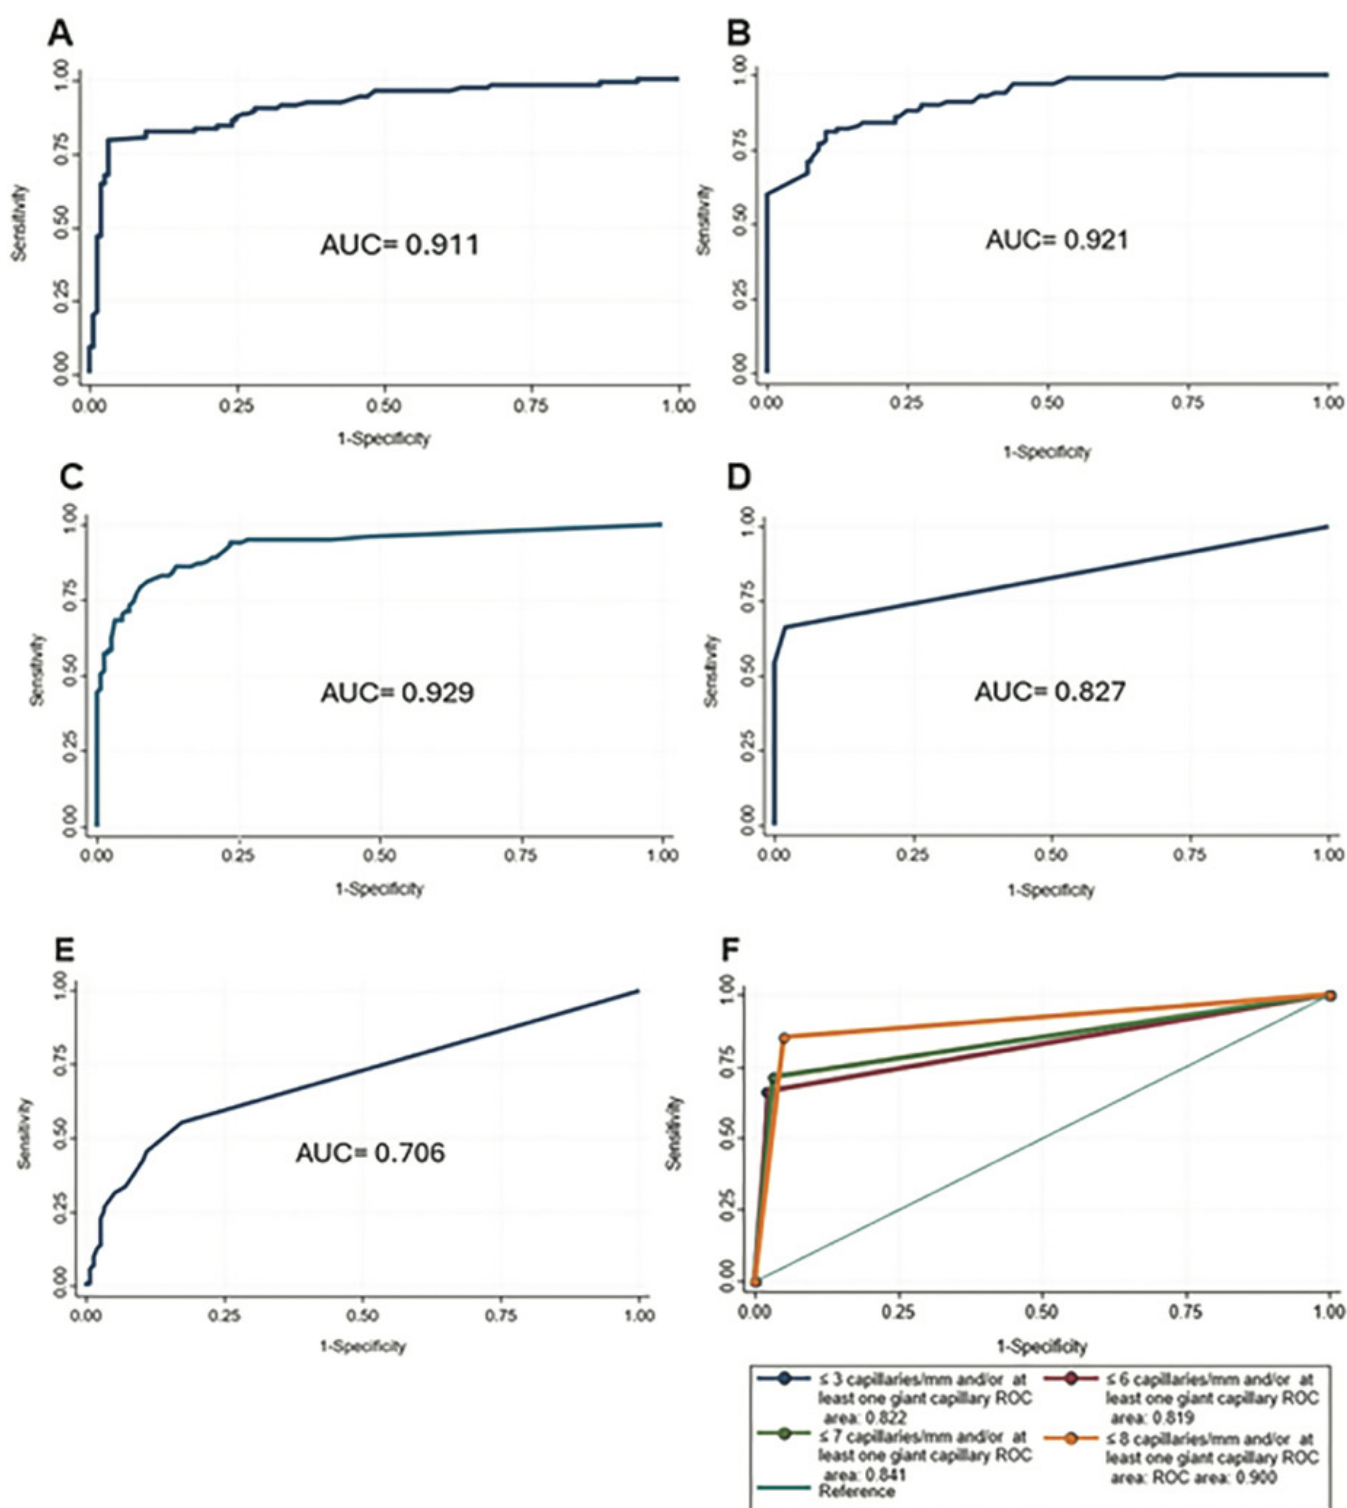 A
1.00
0.75
0.50
0.25
0.00
Sensitivity
AUC= 0.911
0.00 0.25 0.50 0.75 1.00
1-Specificity
B
1.00
0.75
0.50
0.25
0.00
Sensitivity
AUC= 0.921
0.00 0.25 0.50 0.75 1.00
1-Specificity
C
1.00
0.75
0.50
0.25
0.00
Sensitivity
AUC= 0.929
0.00 0.25 0.50 0.75 1.00
1-Specificity
D
1.00
0.75
0.50
0.25
0.00
Sensitivity
AUC= 0.827
0.00 0.25 0.50 0.75 1.00
1-Specificity
E
1.00
0.75
0.50
0.25
0.00
Sensitivity
AUC= 0.706
0.00 0.25 0.50 0.75 1.00
1-Specificity
F
1.00
0.75
0.50
0.25
0.00
Sensitivity
0.00 0.25 0.50 0.75 1.00
1-Specificity
≤ 3 capillaries/mm and/or at
least one giant capillary ROC
area: 0.822
≤ 6 capillaries/mm and/or at
least one giant capillary ROC
area: 0.819
≤ 7 capillaries/mm and/or at
least one giant capillary ROC
area: 0.841
≤ 8 capillaries/mm and/or at
least one giant capillary ROC
area: ROC area: 0.900
Reference